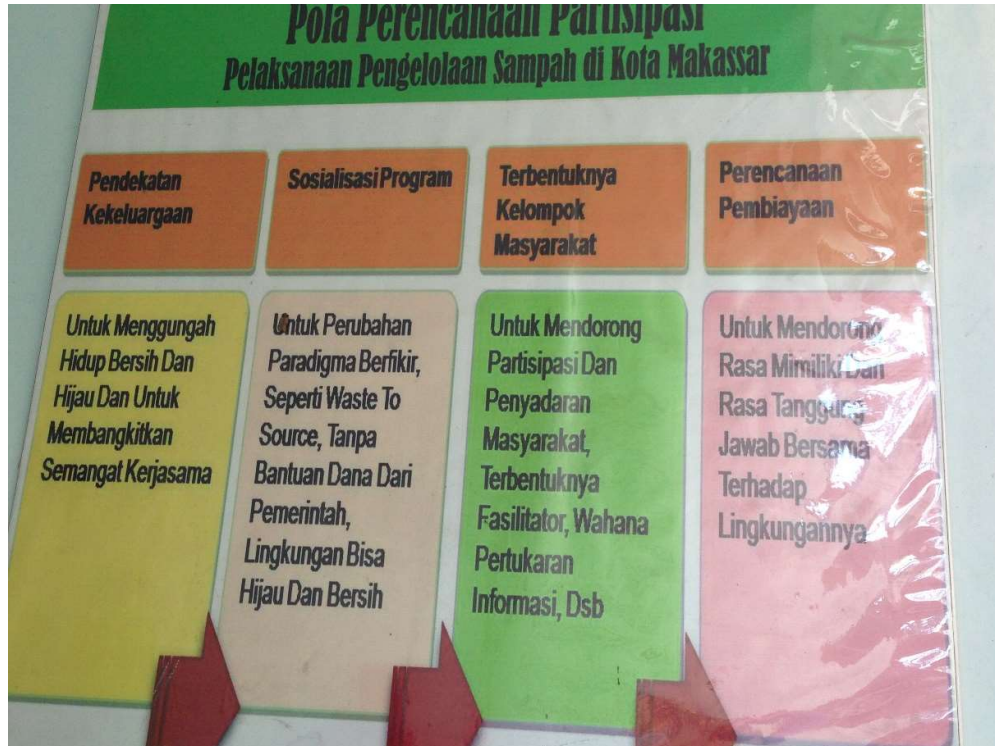 Pola Perencanaan Partisipasi
Pelaksanaan Pengelolaan Sampah di Kota Makassar
Pendekatan
Kekeluargaan
Untuk Menggungah
Hidup Bersih Dan
Hijau Dan Untuk
Membangkitkan
Semangat Kerjasama
Sosialisasi Program
Untuk Perubahan
Paradigma Berfikir,
Seperti Waste To
Source, Tanpa
Bantuan Dana Dari
Pemerintah,
Lingkungan Bisa
Hijau Dan Bersih
Terbentuknya
Kelompok
Masyarakat
Untuk Mendorong
Partisipasi Dan
Penyadaran
Masyarakat,
Terbentuknya
Fasilitator, Wahana
Pertukaran
Informasi, Dsb
Perencanaan
Pembiayaan
Untuk Mendorong
Rasa Mimiliki Dan
Rasa Tanggung
Jawab Bersama
Terhadap
Lingkungannya